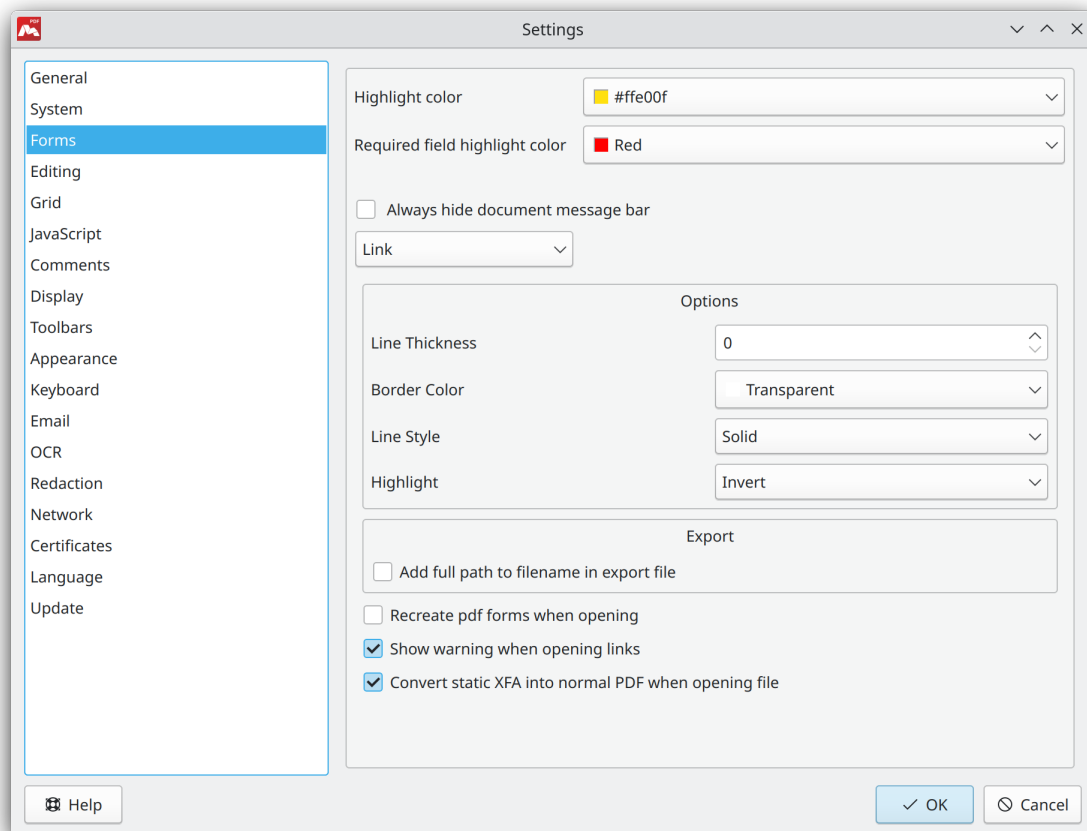 PDF
Settings
General
System
Forms
Editing
Grid
JavaScript
Comments
Display
Toolbars
Appearance
Keyboard
Email
OCR
Redaction
Network
Certificates
Language
Update
Highlight color
#ffe00f
Required field highlight color
Red
Always hide document message bar
Link
Options
Line Thickness
0
Border Color
Transparent
Line Style
Solid
Highlight
Invert
Export
Add full path to filename in export file
Recreate pdf forms when opening
Show warning when opening links
Convert static XFA into normal PDF when opening file
Help
OK
Cancel